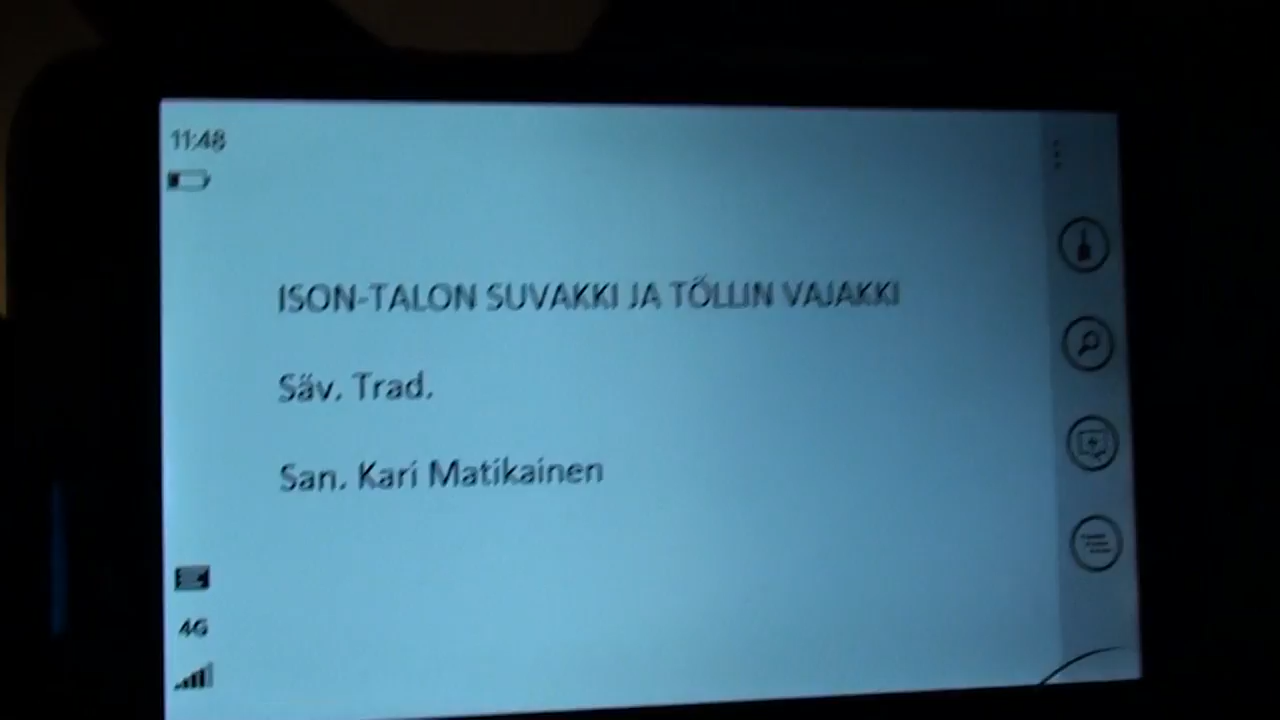 11:48
ISON-TALON SUVAKKI JA TÖLLIN VAJAKKI
Säv. Trad.
San. Kari Matikainen
4G